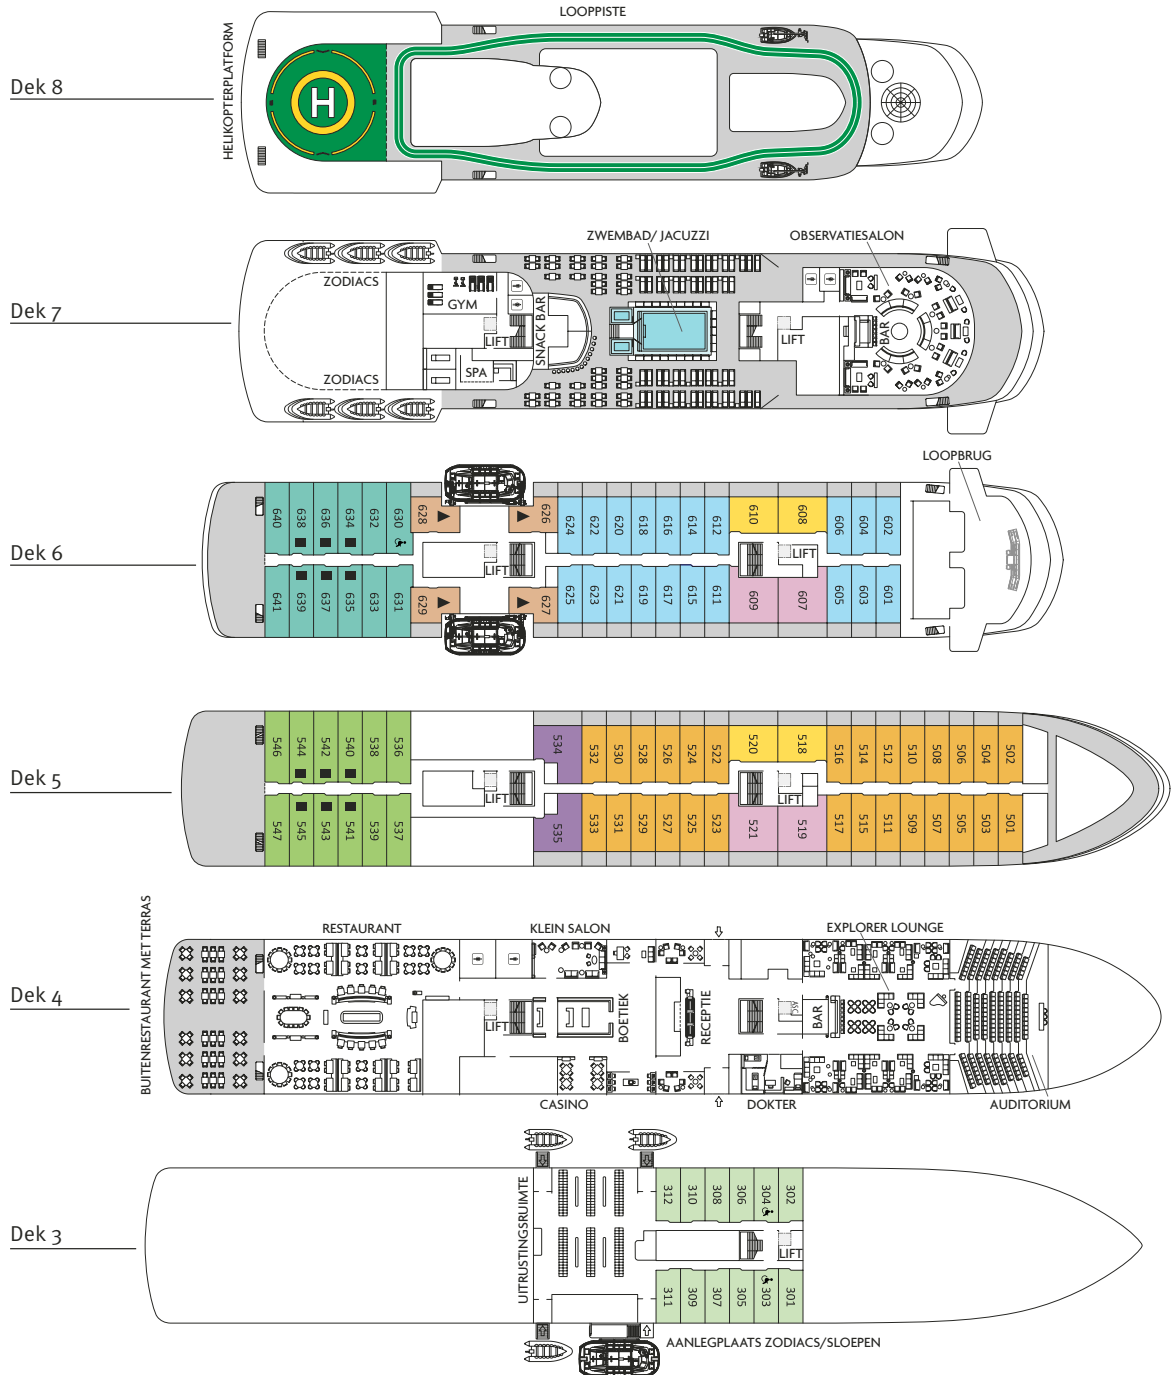 LOOPPISTE
HELIKOPTERPLATFORM
Dek 8
H
ZWEMBAD/ JACUZZI
OBSERVATIESALON
ZODIACS
GYM
Dek 7
LIFT
SNACK BAR
LIFT
BAR
SPA
ZODIACS
LOOPBRUG
640 638 636 634 632 630 628 626 624 622 620 618 616 614 612 610 608 606 604 602
Dek 6
LIFT
LIFT
641 639 637 635 633 631 629 627 625 623 621 619 617 615 611 609 607 605 603 601
546 544 542 540 538 536 534 532 530 528 526 524 522 520 518 516 514 512 510 508 506 504 502
Dek 5
LIFT
LIFT
547 545 543 541 539 537 535 533 531 529 527 525 523 521 519 517 515 511 509 507 505 503 501
BUITENRESTAURANT MET TERRAS
RESTAURANT
KLEIN SALON
EXPLORER LOUNGE
Dek 4
LIFT
BOETIEK
RECEPTIE
ASC
BAR
CASINO
DOKTER
AUDITORIUM
312 310 308 306 304 302
Dek 3
UITRUSTINGSRUIMTE
LIFT
311 309 307 305 303 301
AANLEGPLAATS ZODIACS/SLOEPEN